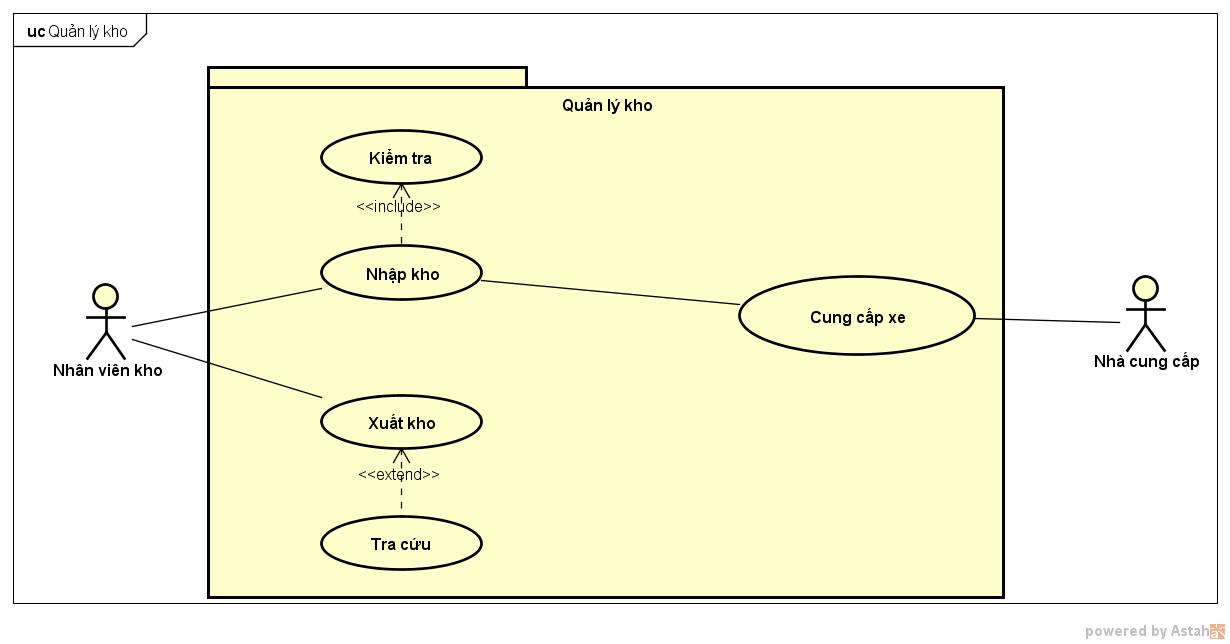 uc Quản lý kho
Quản lý kho
Kiểm tra
<<include>>
Nhập kho
Cung cấp xe
Nhân viên kho
Nhà cung cấp
Xuất kho
<<extend>>
Tra cứu
powered by Astah